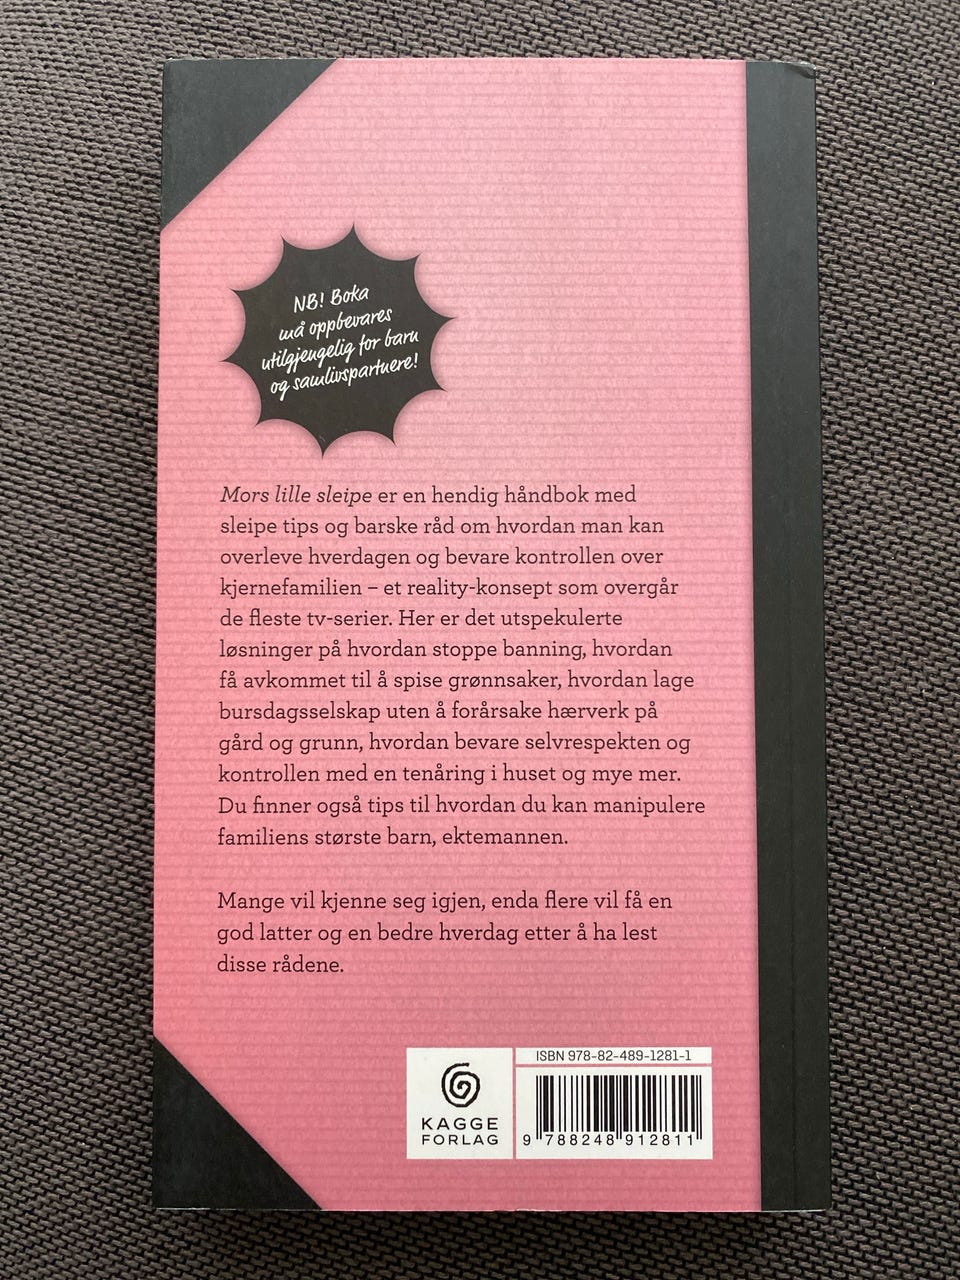 NB! Boka
må oppbevares
utilgjengelig for barn
og samlivspartnere!
Mors lille sleipe er en hendig håndbok med
sleipe tips og barske råd om hvordan man kan
overleve hverdagen og bevare kontrollen over
kjernefamilien – et reality-konsept som overgår
de fleste tv-serier. Her er det utspekulerte
løsninger på hvordan stoppe banning, hvordan
få avkommet til å spise grønnsaker, hvordan lage
bursdagsselskap uten å forårsake hærverk på
gård og grunn, hvordan bevare selvrespekten og
kontrollen med en tenåring i huset og mye mer.
Du finner også tips til hvordan du kan manipulere
familiens største barn, ektemannen.
Mange vil kjenne seg igjen, enda flere vil få en
god latter og en bedre hverdag etter å ha lest
disse rådene.
KAGGE
FORLAG
ISBN 978-82-489-1281-1
9 788248 912811